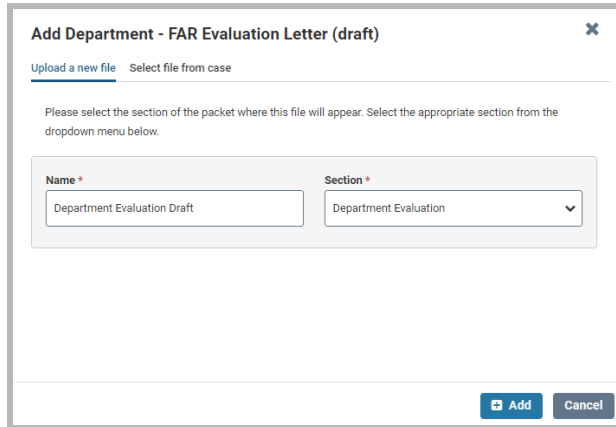 Add Department - FAR Evaluation Letter (draft)
Upload a new file Select file from case
Please select the section of the packet where this file will appear. Select the appropriate section from the
dropdown menu below.
Name * Section *
Department Evaluation Draft Department Evaluation
Add Cancel